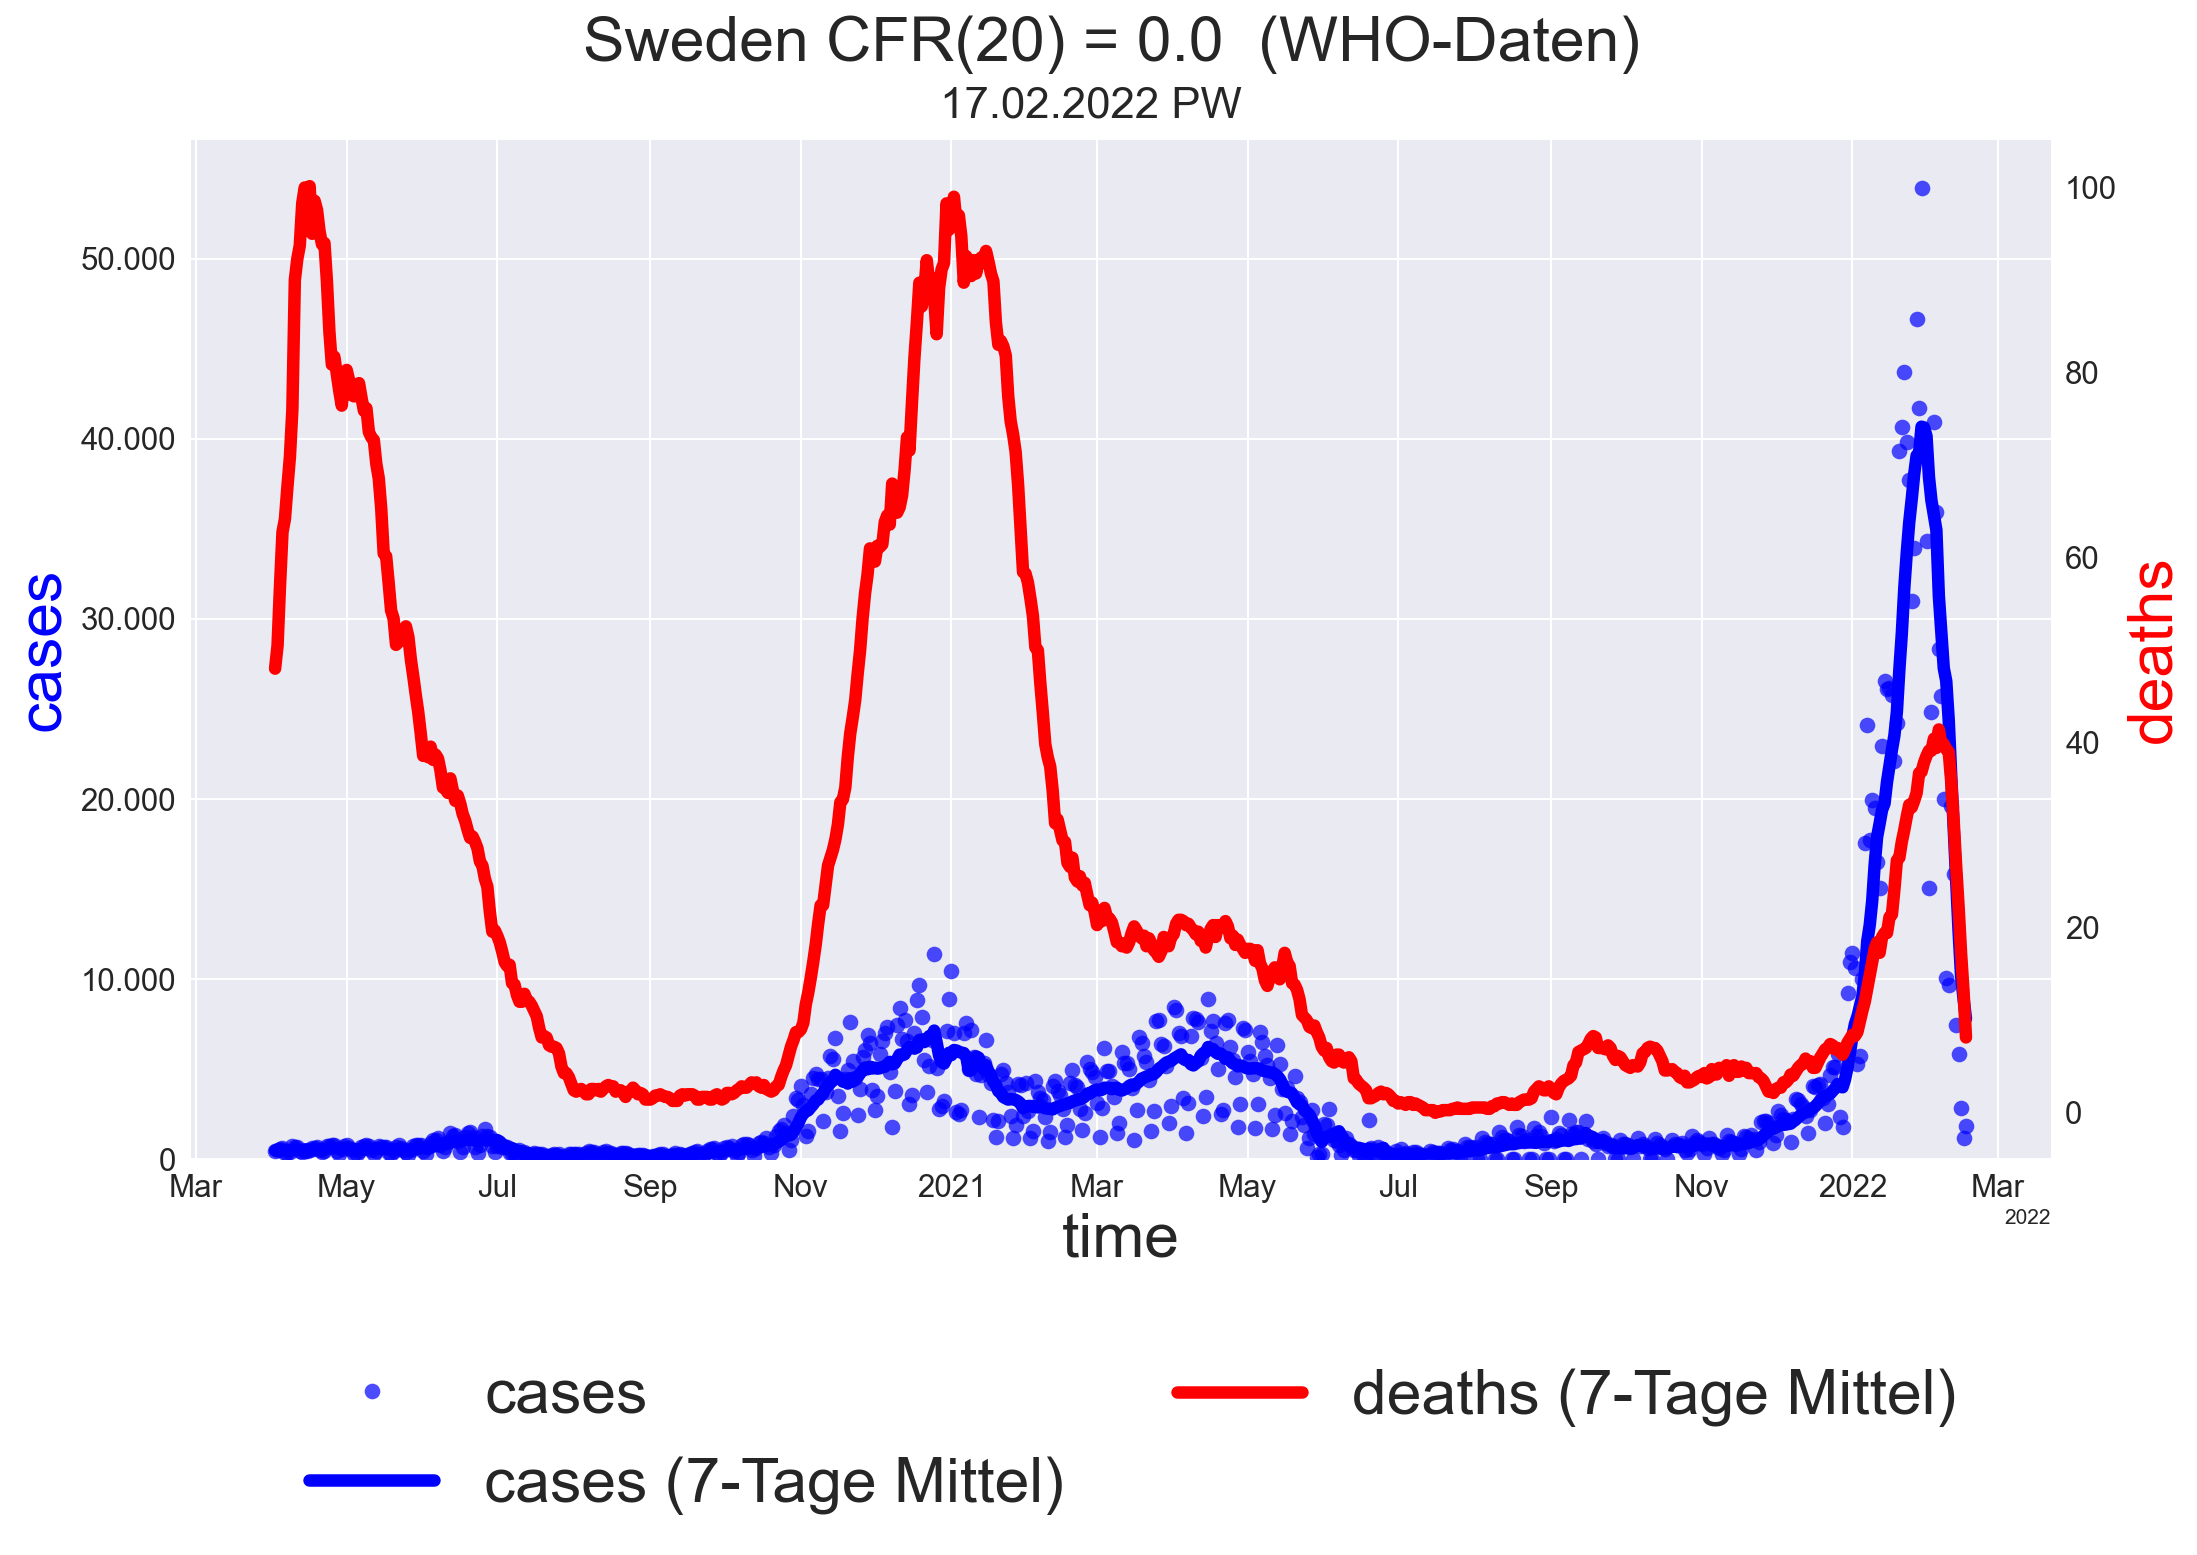 Sweden CFR(20) = 0.0 (WHO-Daten)
17.02.2022 PW
cases
50.000
40.000
30.000
20.000
10.000
0
100
80
60
40
20
0
deaths
Mar May Jul Sep Nov 2021 Mar May Jul Sep Nov 2022 Mar
2022
time
cases
cases (7-Tage Mittel)
deaths (7-Tage Mittel)